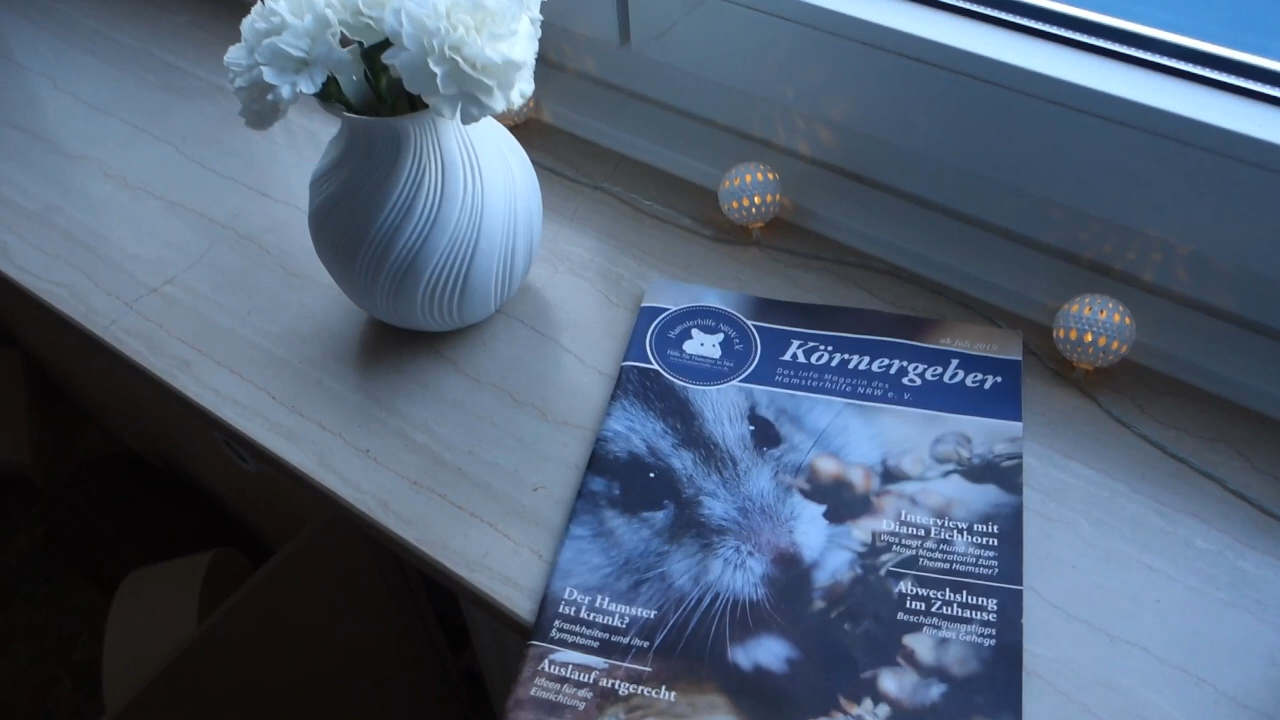 ab Juli 2019
Hamsterhilfe NRW e.V.
Hilfe für Hamster in Not
Körnergeber
Das Info-Magazin des
Hamsterhilfe NRW e. V.
Interview mit
Diana Eichhorn
Was sagt die Hund-Katze-
Maus Moderatorin zum
Thema Hamster?
Abwechslung
im Zuhause
Beschäftigungstipps
für das Gehege
Der Hamster
ist krank?
Krankheiten und ihre
Symptome
Auslauf artgerecht
Ideen für die
Einrichtung